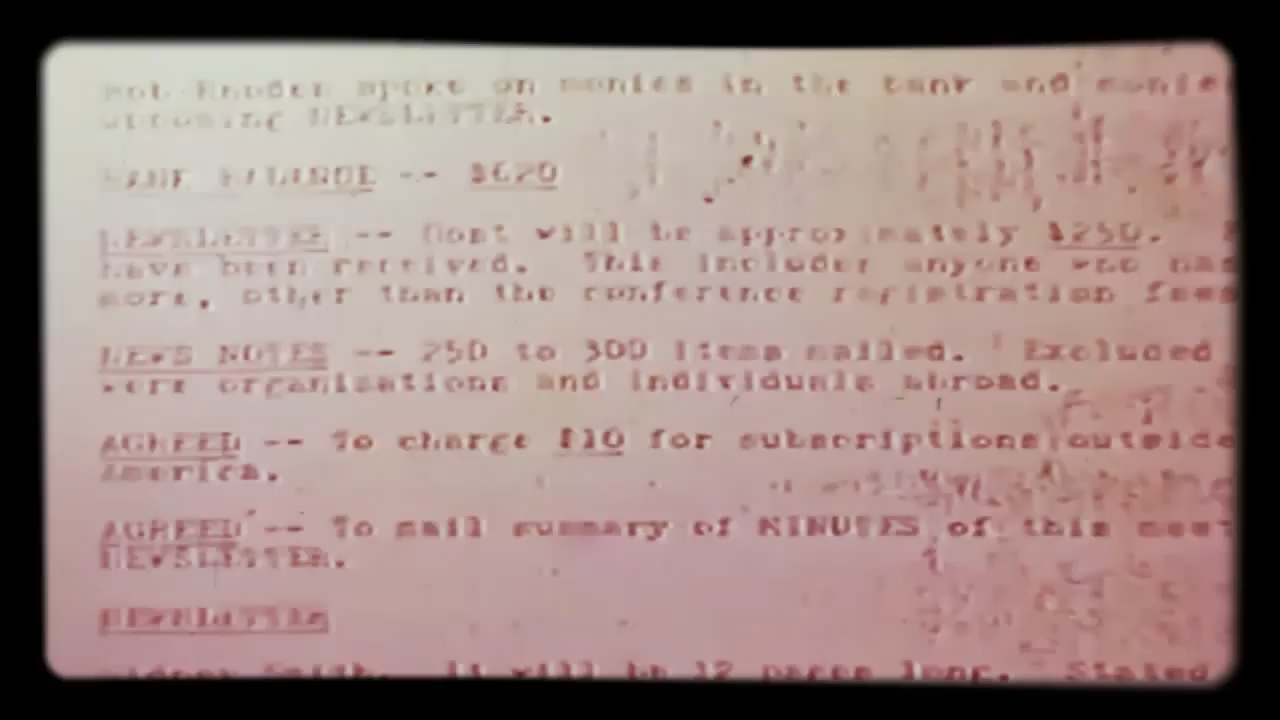 spoke on monies in the bank and monies
NEWSLETTER.
BANK BALANCE -- $620
NEWSLETTER -- Cost will be approximately $250.
have been received. This includes anyone who has
more, other than the conference registration fees
NEWS NOTES -- 250 to 300 items mailed. Excluded
were organizations and individuals abroad.
AGREED -- To charge $10 for subscriptions outside
America.
AGREED -- To mail summary of MINUTES of this meet
NEWSLETTER.
NEWSLETTER
Smith. It will be 12 pages long. Stated